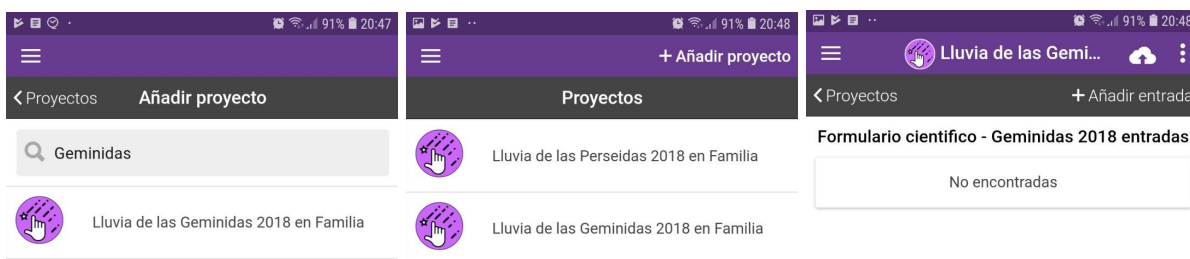 91% 20:47
Proyectos Añadir proyecto
Geminidas
Lluvia de las Geminidas 2018 en Familia
91% 20:48
+ Añadir proyecto
Proyectos
Lluvia de las Perseidas 2018 en Familia
Lluvia de las Geminidas 2018 en Familia
91% 20:48
Lluvia de las Gemi...
Proyectos + Añadir entrada
Formulario cientifico - Geminidas 2018 entradas
No encontradas